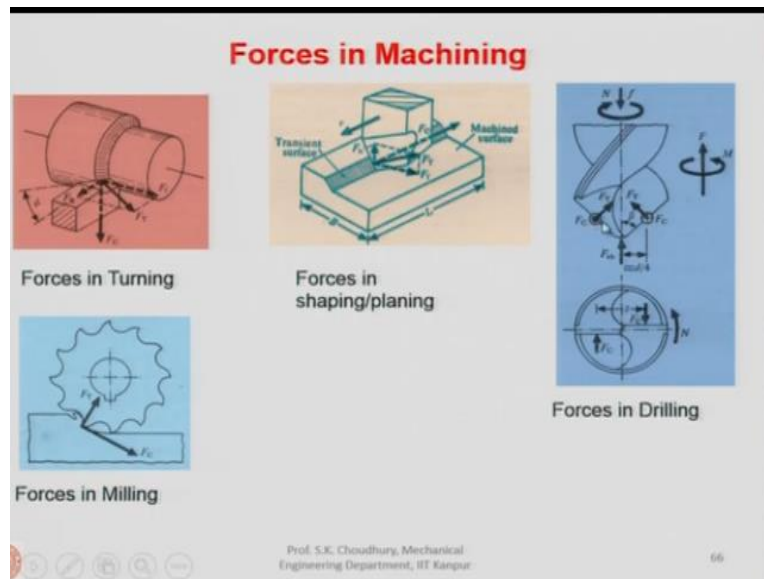 Forces in Machining
Transient
surface
Machined
surface
Forces in Turning
Forces in
shaping/planing
N
f
F
M
N
Forces in Drilling
Forces in Milling
Prof. S.K. Choudhury, Mechanical
Engineering Department, IIT Kanpur
66